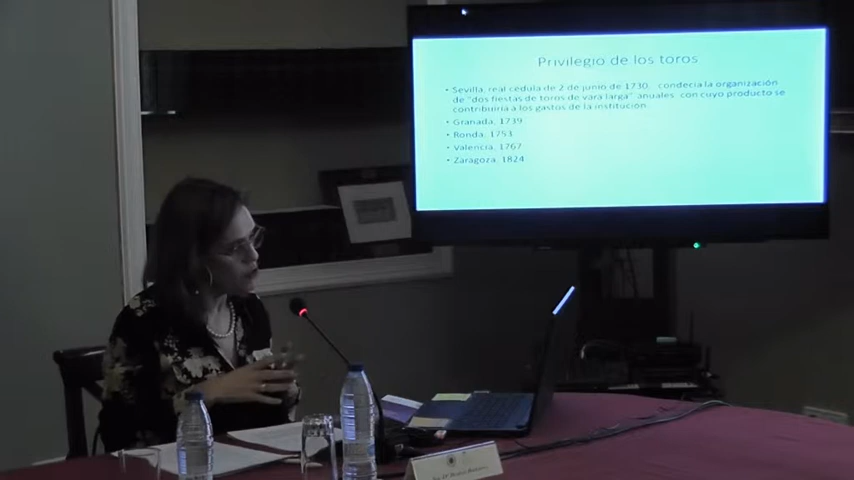 Privilegio de los toros
• Sevilla, real cédula de 2 de junio de 1730. concedería la organización
de "dos fiestas de toros de vara larga" anuales con cuyo producto se
contribuiría a los gastos de la institución.
• Granada, 1739
• Ronda, 1753
• Valencia, 1767
• Zaragoza, 1824